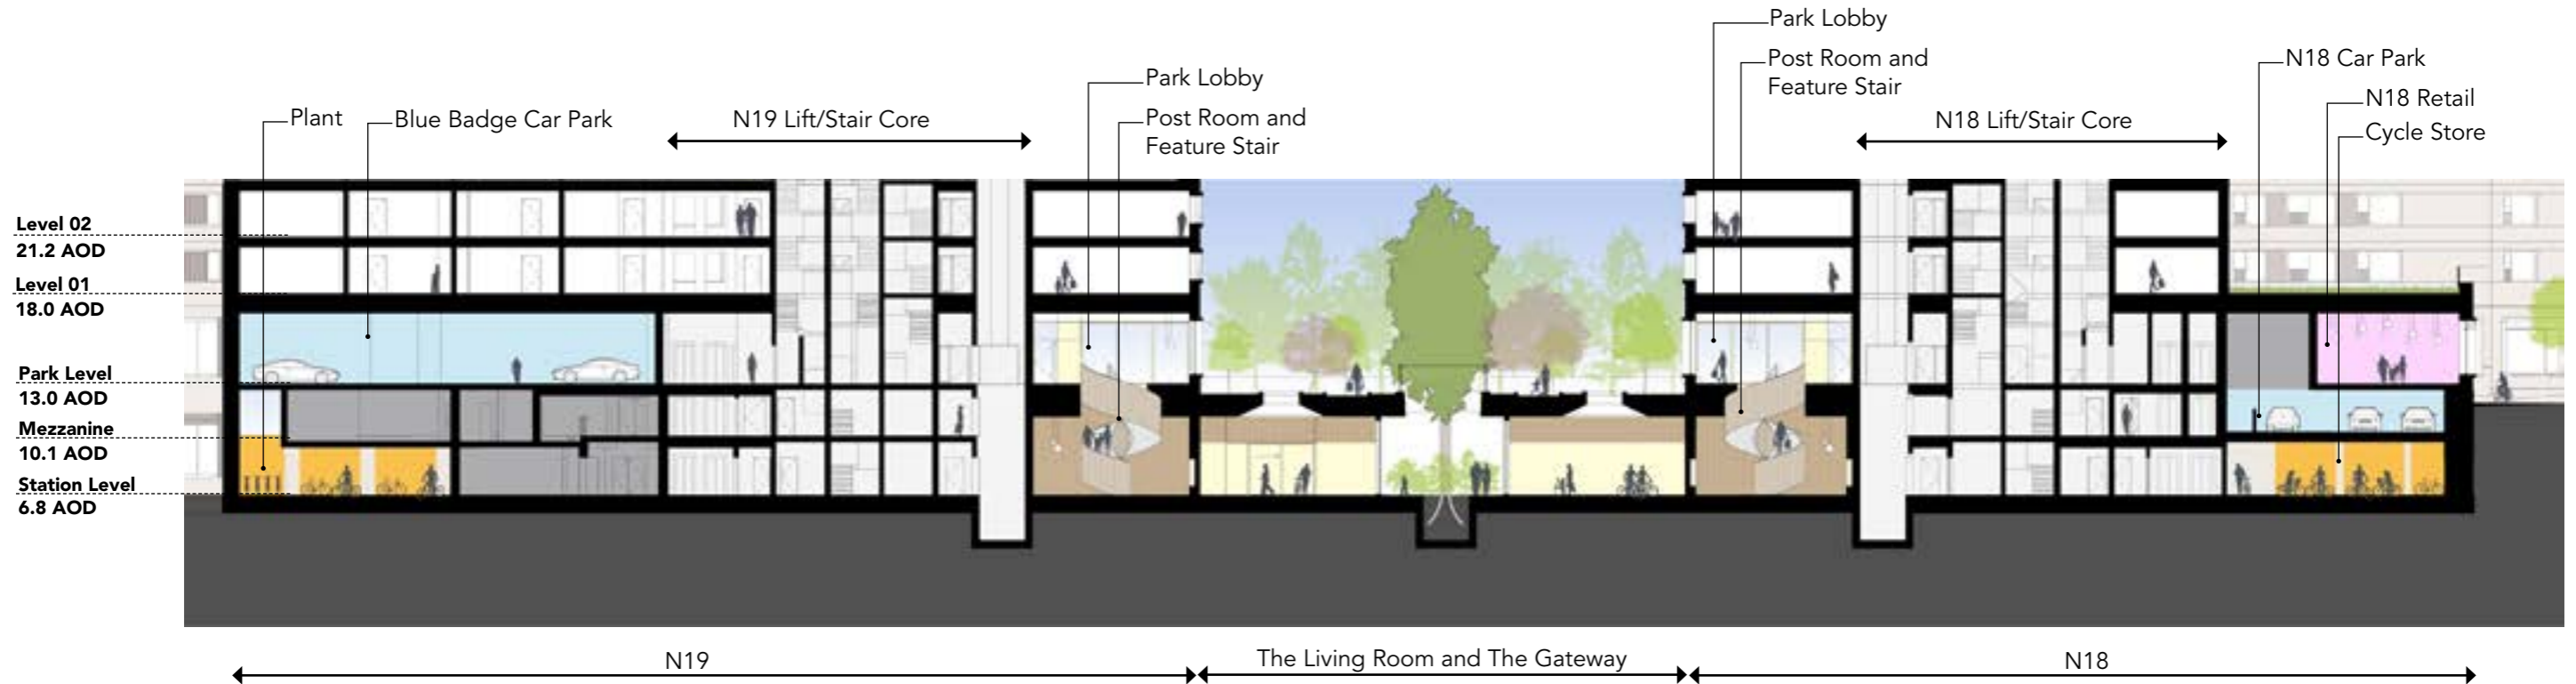 Park Lobby
Post Room and
Feature Stair
N18 Car Park
N18 Retail
Cycle Store
Park Lobby
Post Room and
Feature Stair
Plant
Blue Badge Car Park
N19 Lift/Stair Core
N18 Lift/Stair Core
Level 02
21.2 AOD
Level 01
18.0 AOD
Park Level
13.0 AOD
Mezzanine
10.1 AOD
Station Level
6.8 AOD
N19
The Living Room and The Gateway
N18